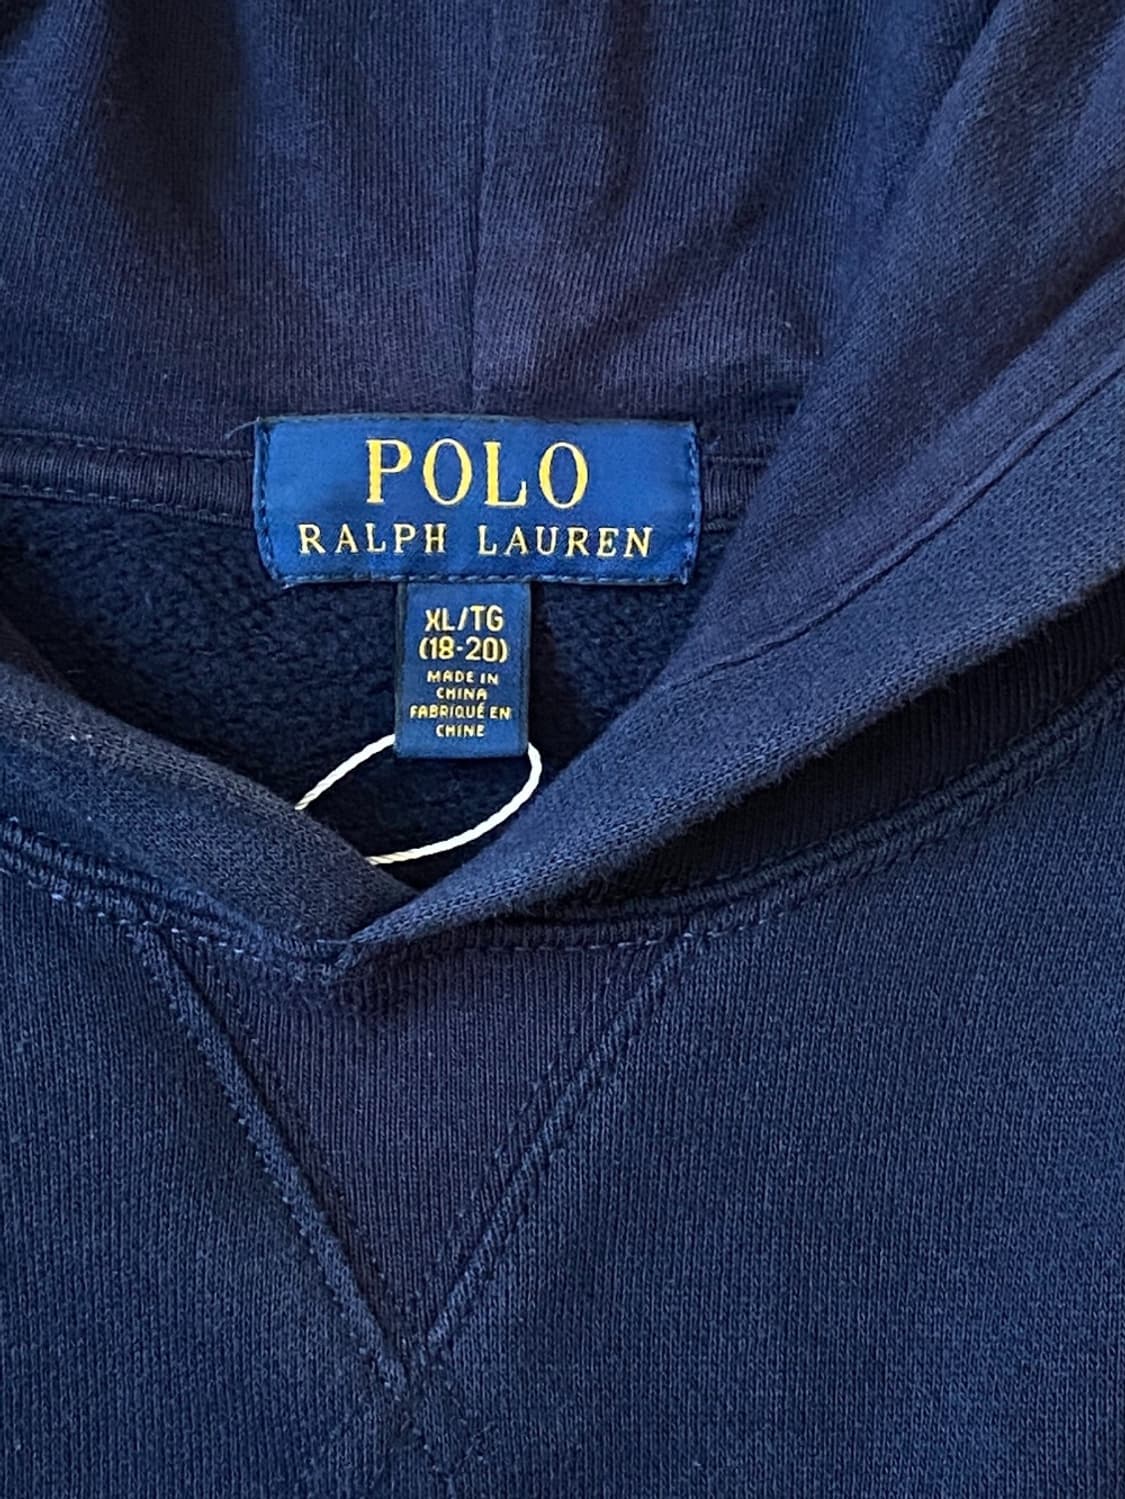 POLO
RALPH LAUREN
XL/TG
(18-20)
MADE IN
CHINA
FABRIQUÉ EN
CHINE